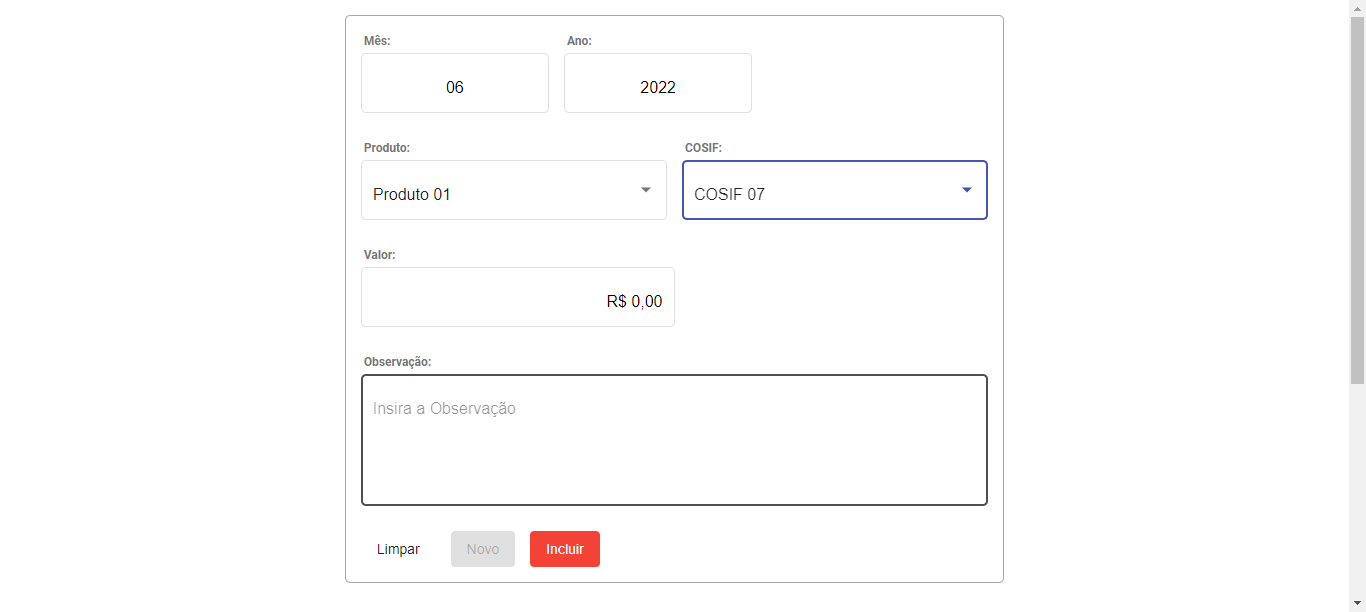 Mês: Ano:
06 2022
Produto: COSIF:
Produto 01 COSIF 07
Valor:
R$ 0,00
Observação:
Insira a Observação
Limpar Novo Incluir